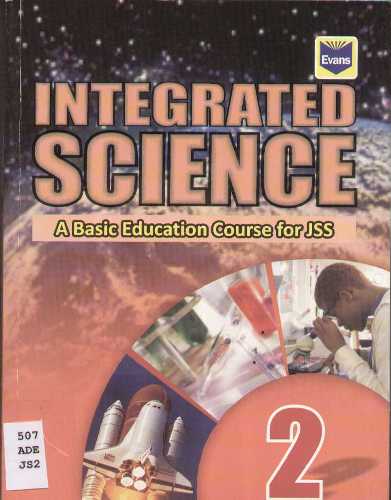 Evans
INTEGRATED
SCIENCE
A Basic Education Course for JSS
2
507
ADE
JS2